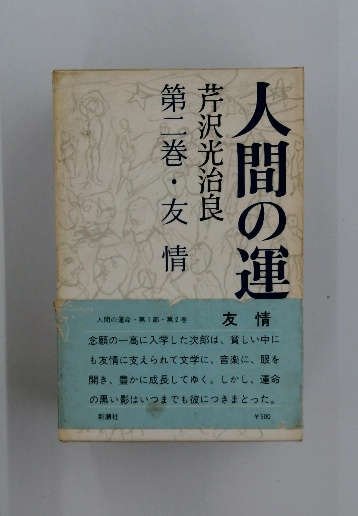 人間の運
芹沢光治良
第二巻・友情
人間の運命・第1部・第2巻
友情
念願の一高に入学した次郎は、貧しい中に
も友情に支えられて文学に、音楽に、眼を
開き、豊かに成長してゆく。しかし、運命
の黒い影はいつまでも彼につきまとった。
新潮社
¥500